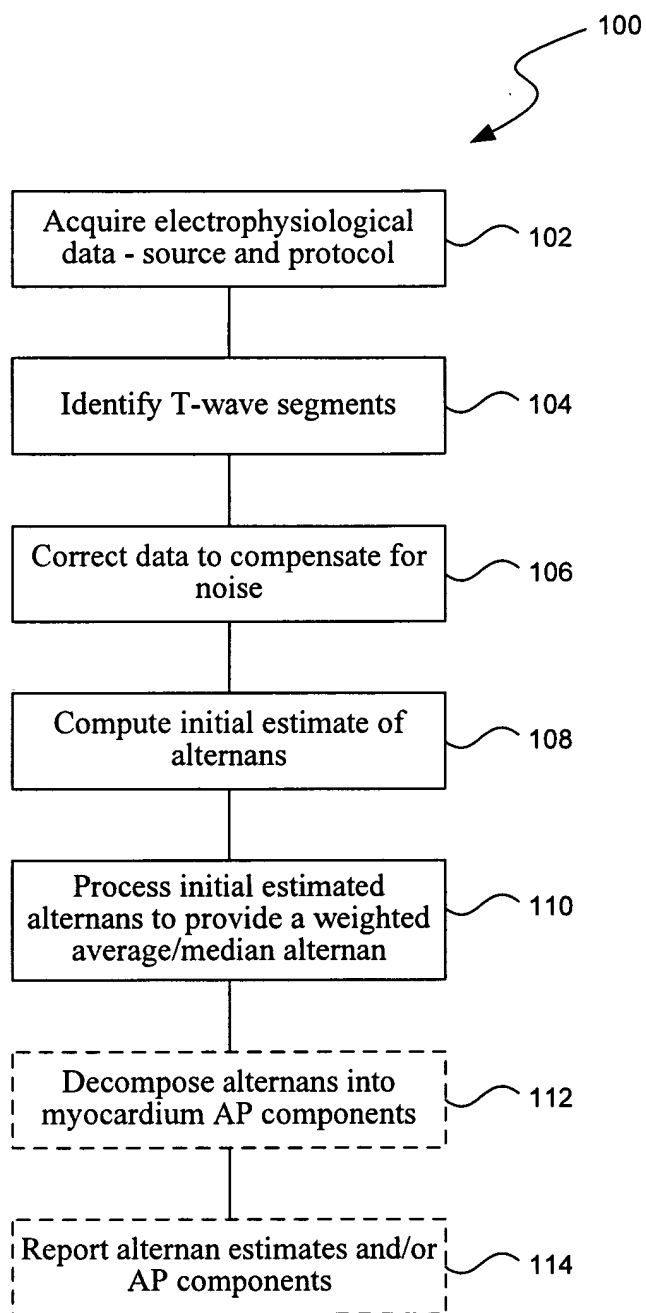 100
Acquire electrophysiological
data - source and protocol
102
Identify T-wave segments
104
Correct data to compensate for
noise
106
Compute initial estimate of
alternans
108
Process initial estimated
alternans to provide a weighted
average/median alternan
110
Decompose alternans into
myocardium AP components
112
Report alternan estimates and/or
AP components
114